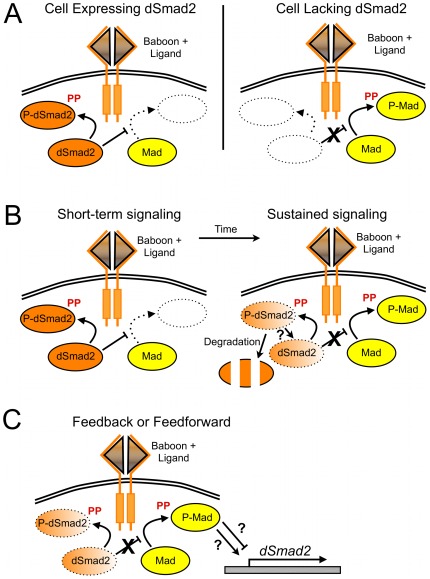 A
Cell Expressing dSmad2
Cell Lacking dSmad2
Baboon +
Ligand
Baboon +
Ligand
PP
P-dSmad2
dSmad2
Mad
PP
P-Mad
X
Mad
B
Short-term signaling
Time
Sustained signaling
Baboon +
Ligand
Baboon +
Ligand
PP
P-dSmad2
dSmad2
Mad
PP
P-dSmad2
PP
P-Mad
?
Degradation
dSmad2
X
Mad
C
Feedback or Feedforward
Baboon +
Ligand
PP
P-dSmad2
PP
P-Mad
?
?
X
dSmad2
Mad
dSmad2